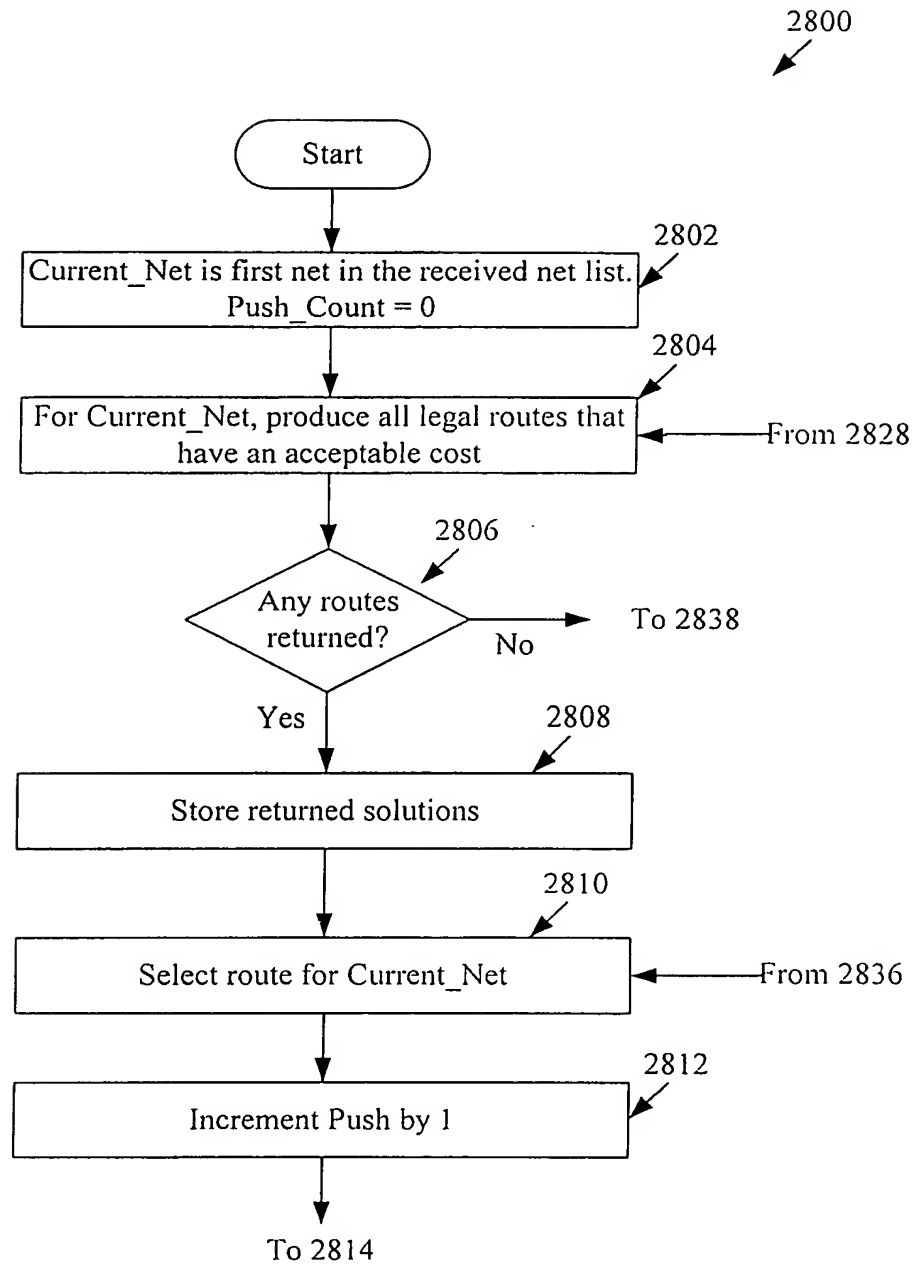 2800
Start
2802
Current_Net is first net in the received net list.
Push_Count = 0
2804
For Current_Net, produce all legal routes that
have an acceptable cost
From 2828
2806
Any routes
returned?
No
To 2838
Yes
2808
Store returned solutions
2810
Select route for Current_Net
From 2836
2812
Increment Push by 1
To 2814